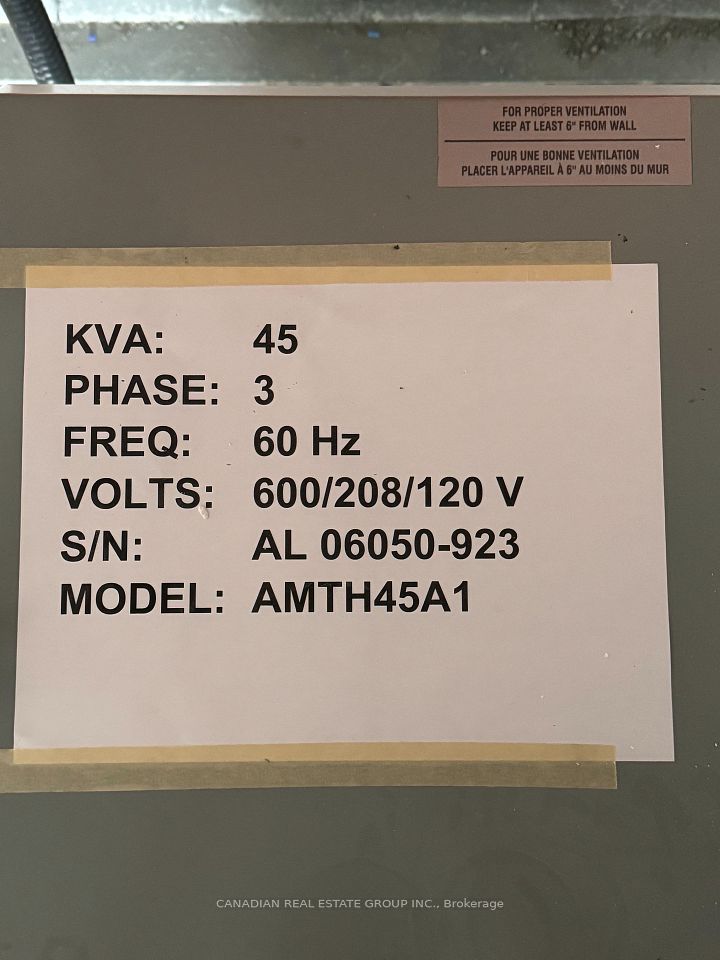 FOR PROPER VENTILATION
KEEP AT LEAST 6" FROM WALL
POUR UNE BONNE VENTILATION
PLACER L'APPAREIL À 6" AU MOINS DU MUR
KVA: 45
PHASE: 3
FREQ: 60 Hz
VOLTS: 600/208/120 V
S/N: AL 06050-923
MODEL: AMTH45A1
CANADIAN REAL ESTATE GROUP INC., Brokerage